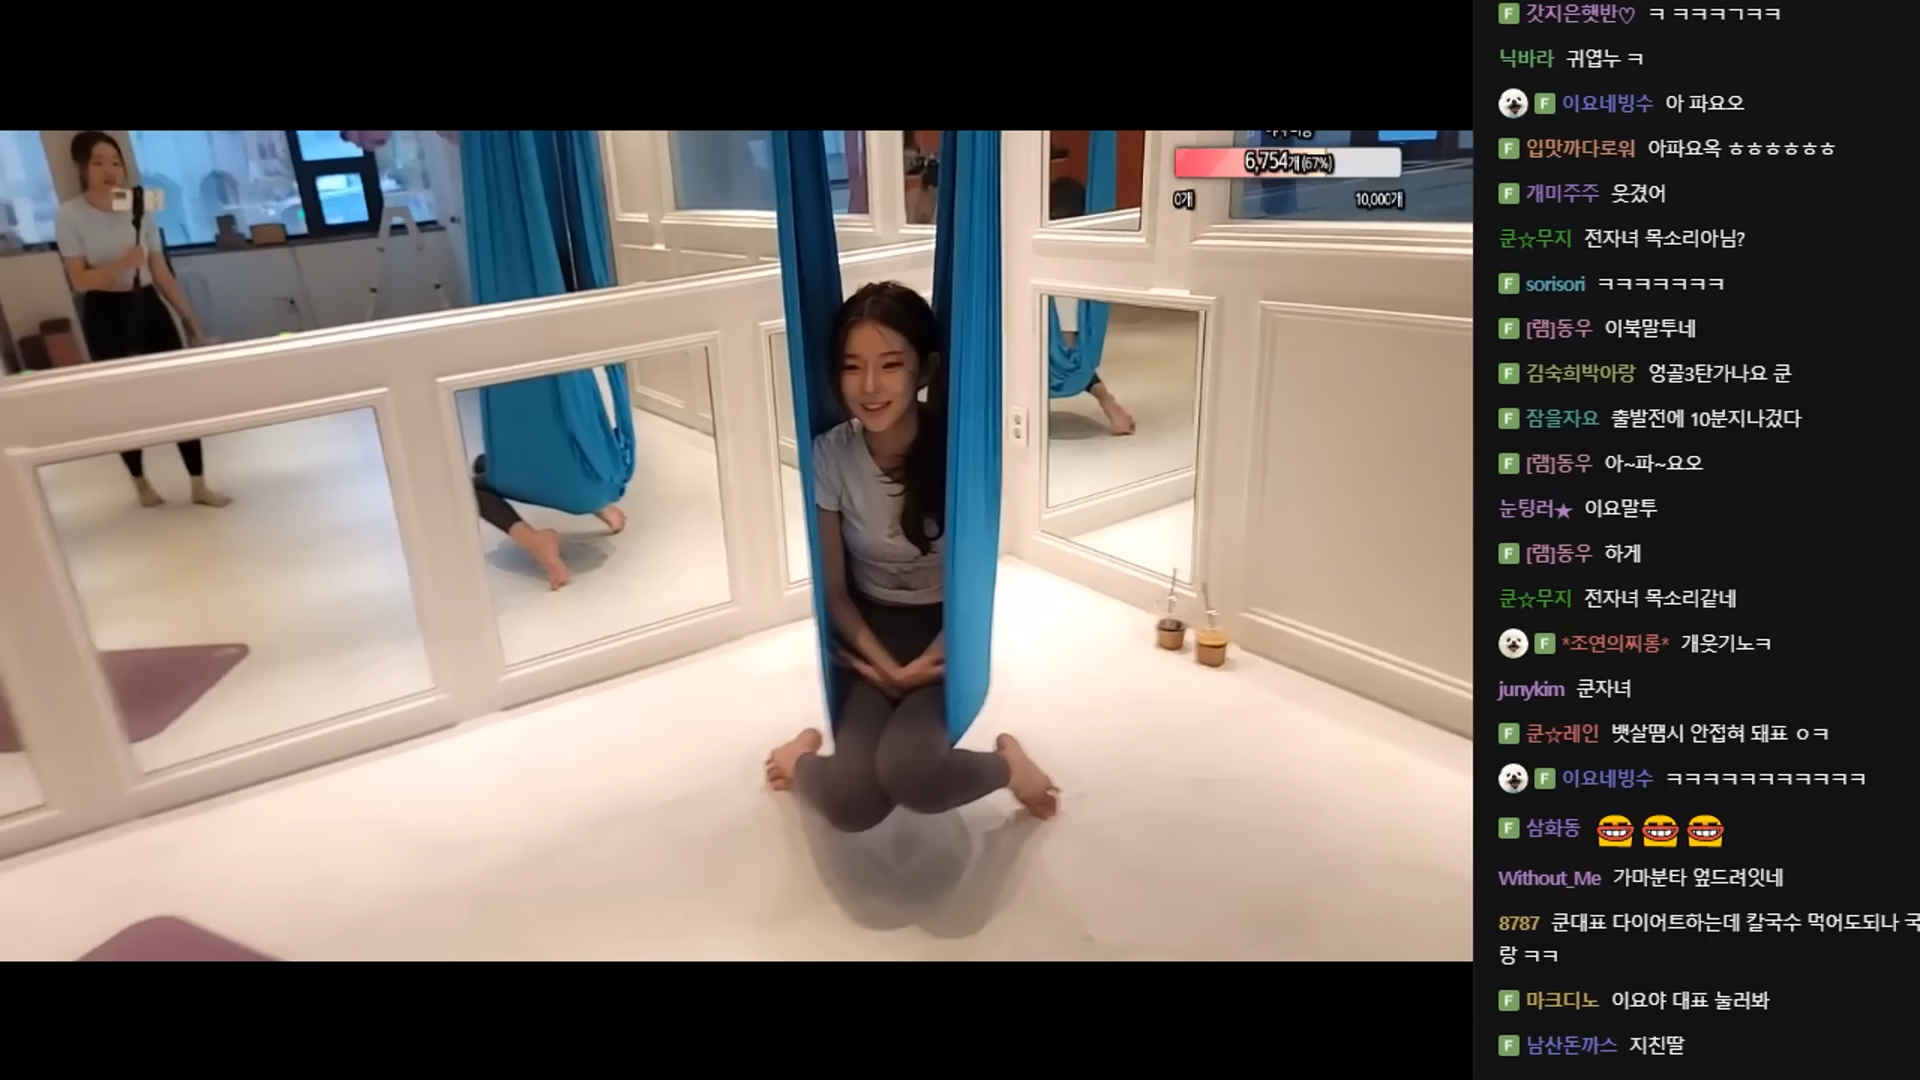 6,754개 (67%)
0개 10,000개
F 갓지은햇반♡ ㅋ ㅋㅋㅋㄱㅋㅋ
닉바라 귀엽누 ㅋ
F 이요네빙수 아 파요오
F 입맛까다로워 아파요옥 ㅎㅎㅎㅎㅎㅎ
F 개미주주 웃겼어
쿤☆무지 전자녀 목소리아님?
F sorisori ㅋㅋㅋㅋㅋㅋㅋ
F [램]동우 이북말투네
F 김숙희박아랑 엉골3탄가나요 쿤
F 잠을자요 출발전에 10분지나겄다
F [램]동우 아~파~요오
눈팅러★ 이요말투
F [램]동우 하게
쿤☆무지 전자녀 목소리같네
F *조연의찌롱* 개웃기노ㅋ
junykim 쿤자녀
F 쿤☆레인 뱃살땜시 안접혀 돼표 ㅇㅋ
F 이요네빙수 ㅋㅋㅋㅋㅋㅋㅋㅋㅋㅋㅋ
F 삼화동
Without_Me 가마분타 엎드려잇네
8787 쿤대표 다이어트하는데 칼국수 먹어도되나 국
랑 ㅋㅋ
F 마크디노 이요야 대표 눌러봐
F 남산돈까스 지친딸